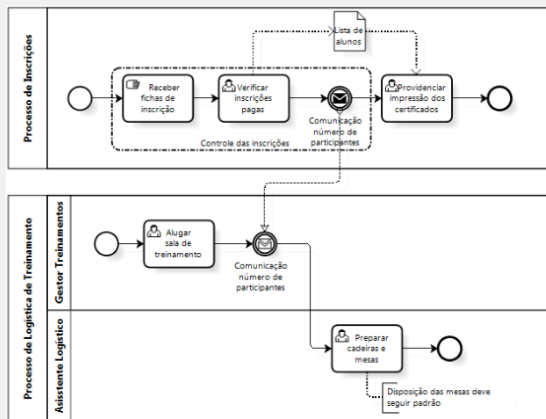 Processo de Inscrições
Lista de
alunos
Receber
fichas de
inscrição
Verificar
inscrições
pagas
Comunicação
número de
participantes
Providenciar
impressão dos
certificados
Controle das inscrições
Processo de Logística de Treinamento
Gestor Treinamentos
Alugar
sala de
treinamento
Comunicação
número de
participantes
Asistente Logístico
Preparar
cadeiras e
mesas
Disposição das mesas deve
seguir padrão